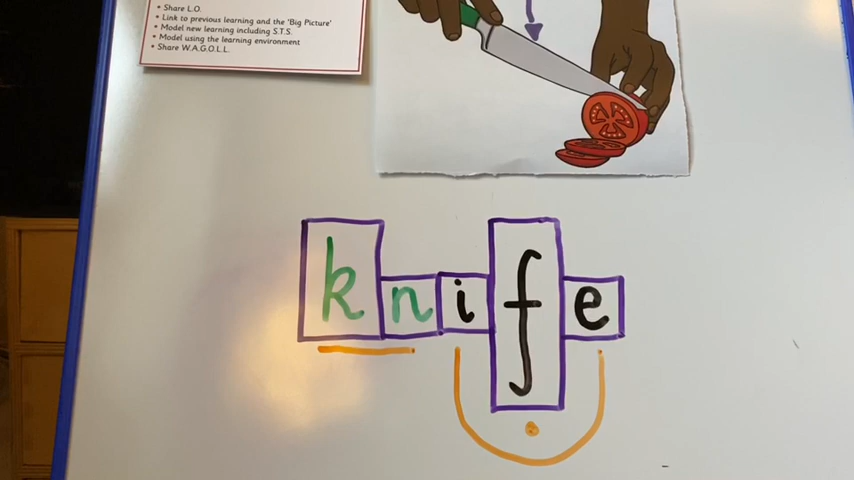 • Share L.O.
• Link to previous learning and the 'Big Picture'
• Model new learning including S.T.S.
• Model using the learning environment
• Share W.A.G.O.L.L.
knife